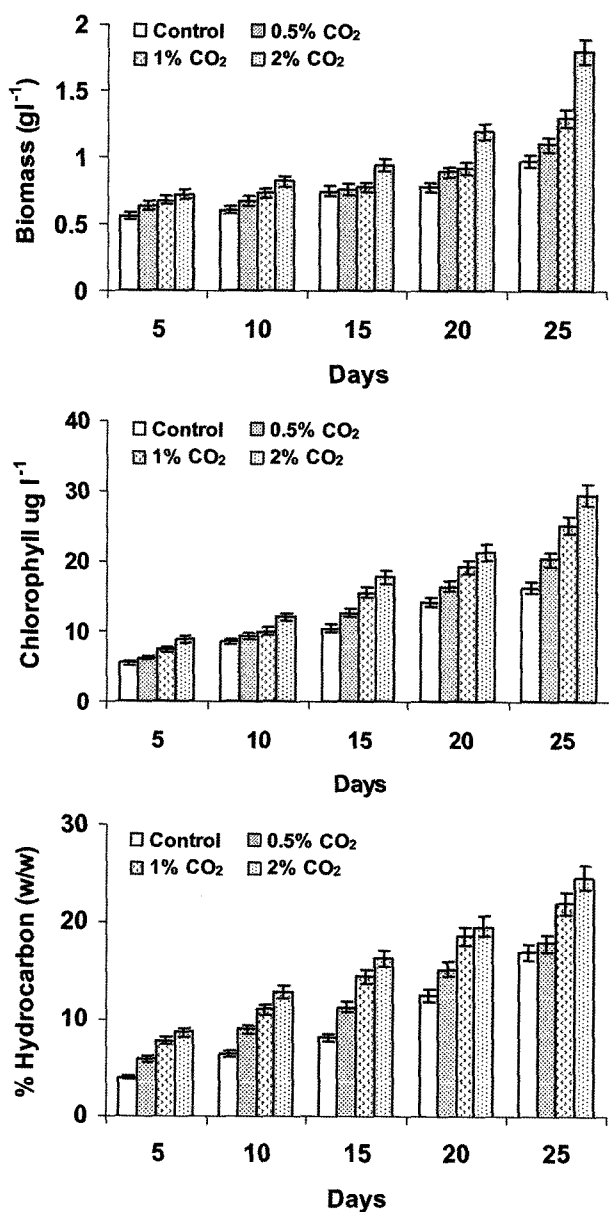 2
□ Control ▩ 0.5% CO₂
1.5
▩ 1% CO₂ ▩ 2% CO₂
1
0.5
0
Biomass (gl⁻¹)
5 10 15 20 25
Days
40
□ Control ▩ 0.5% CO₂
▩ 1% CO₂ ▩ 2% CO₂
30
20
10
0
Chlorophyll ug l⁻¹
5 10 15 20 25
Days
30
□ Control ▩ 0.5% CO₂
▩ 1% CO₂ ▩ 2% CO₂
20
10
0
% Hydrocarbon (w/w)
5 10 15 20 25
Days